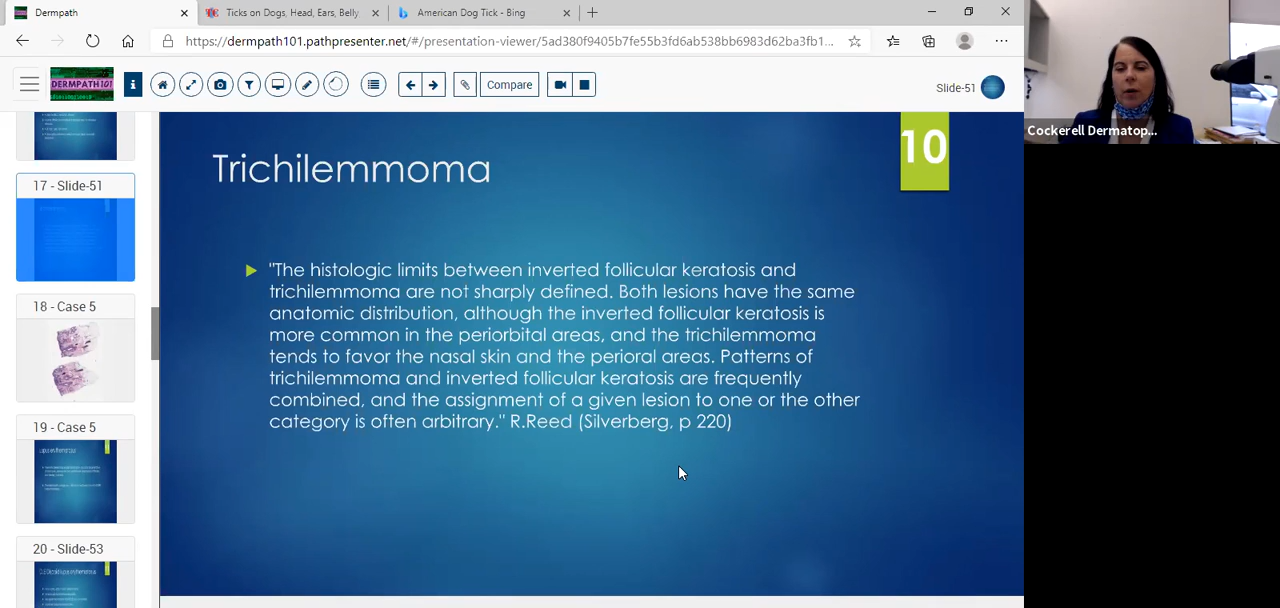 Dermpath
Ticks on Dogs, Head, Ears, Belly
American Dog Tick - Bing
https://dermpath101.pathpresenter.net/#/presentation-viewer/5ad380f9405b7fe55b3fd6ab538bb6983d62ba3fb1...
DERMPATH 101
Compare
Slide-51
Cockerell Dermatop...
17 - Slide-51
18 - Case 5
19 - Case 5
20 - Slide-53
Trichilemmoma
10
"The histologic limits between inverted follicular keratosis and
trichilemmoma are not sharply defined. Both lesions have the same
anatomic distribution, although the inverted follicular keratosis is
more common in the periorbital areas, and the trichilemmoma
tends to favor the nasal skin and the perioral areas. Patterns of
trichilemmoma and inverted follicular keratosis are frequently
combined, and the assignment of a given lesion to one or the other
category is often arbitrary." R.Reed (Silverberg, p 220)